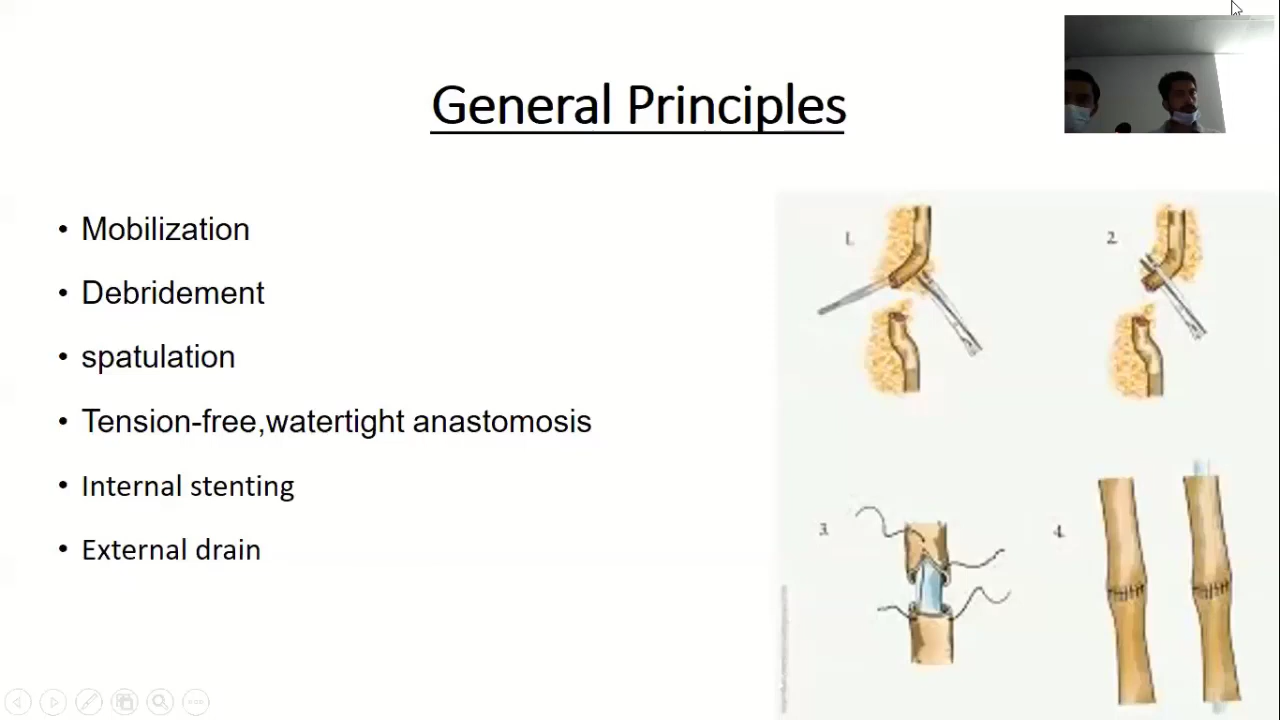 General Principles
• Mobilization
• Debridement
• spatulation
• Tension-free,watertight anastomosis
• Internal stenting
• External drain
1.
2.
3.
4.